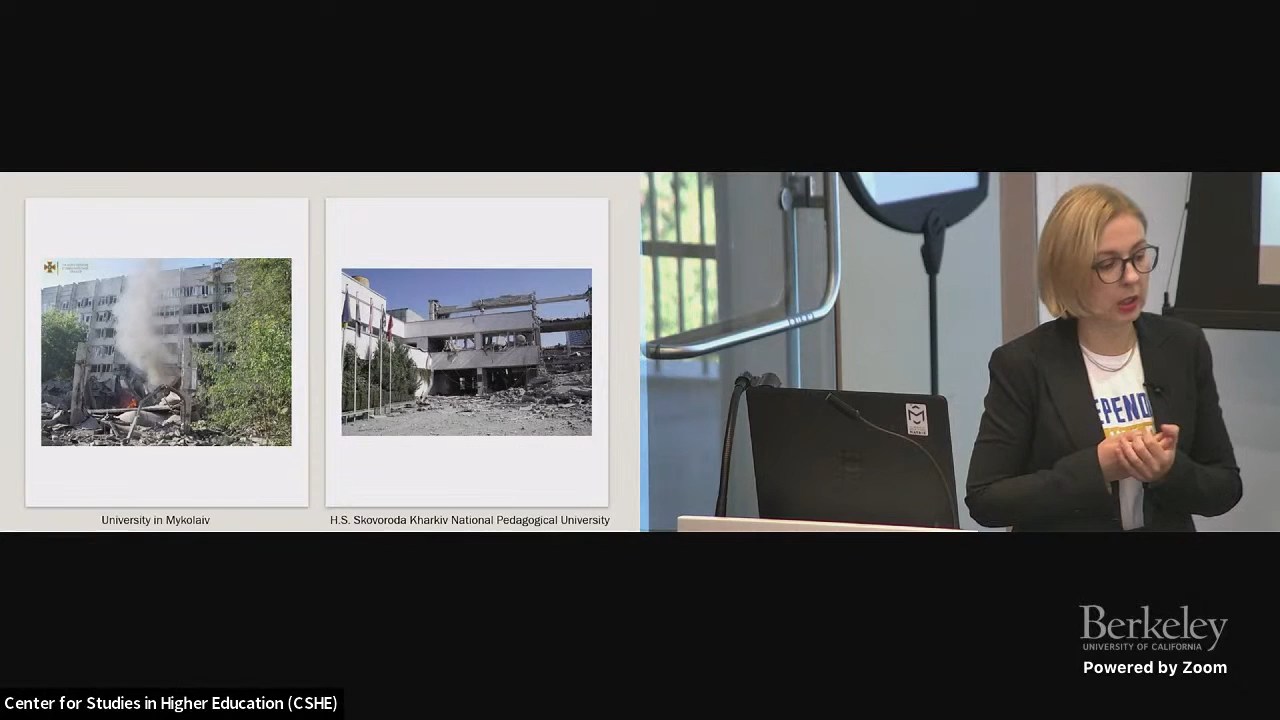 University in Mykolaiv
H.S. Skovoroda Kharkiv National Pedagogical University
EPEND
Berkeley
UNIVERSITY OF CALIFORNIA
Powered by Zoom
Center for Studies in Higher Education (CSHE)